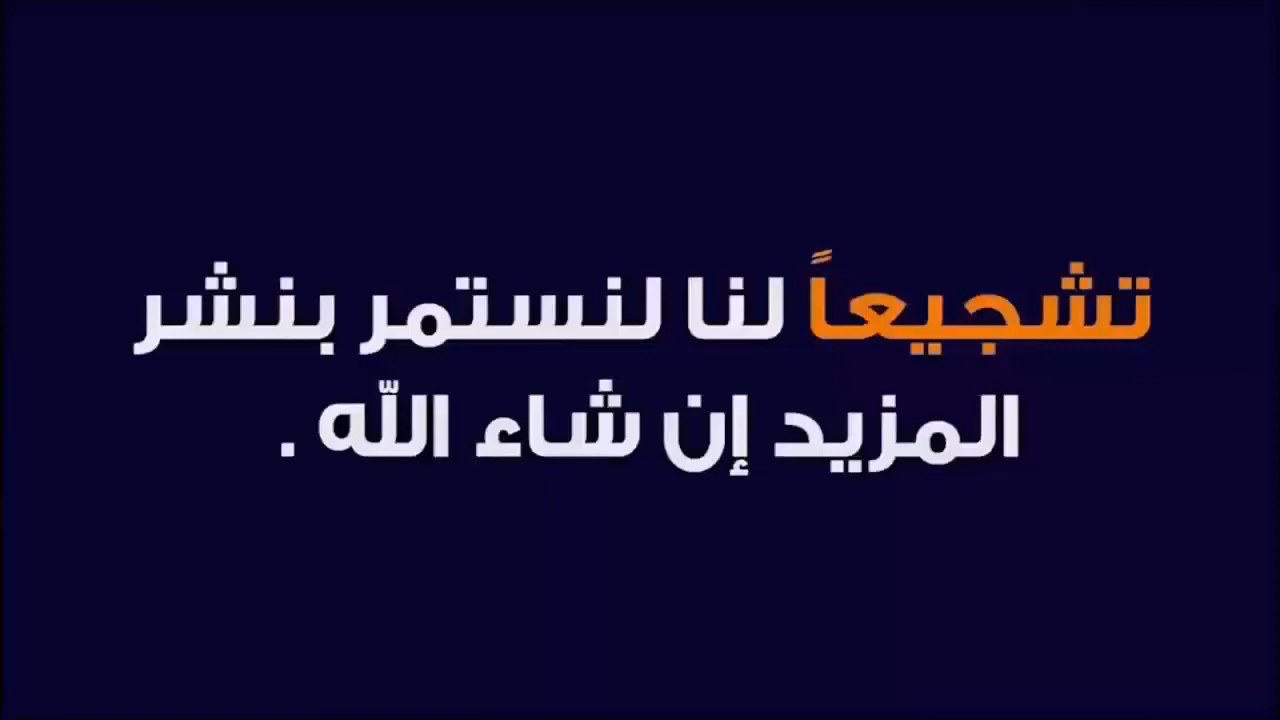 تشجيعاً لنا لنستمر بنشر
المزيد إن شاء اللّه .